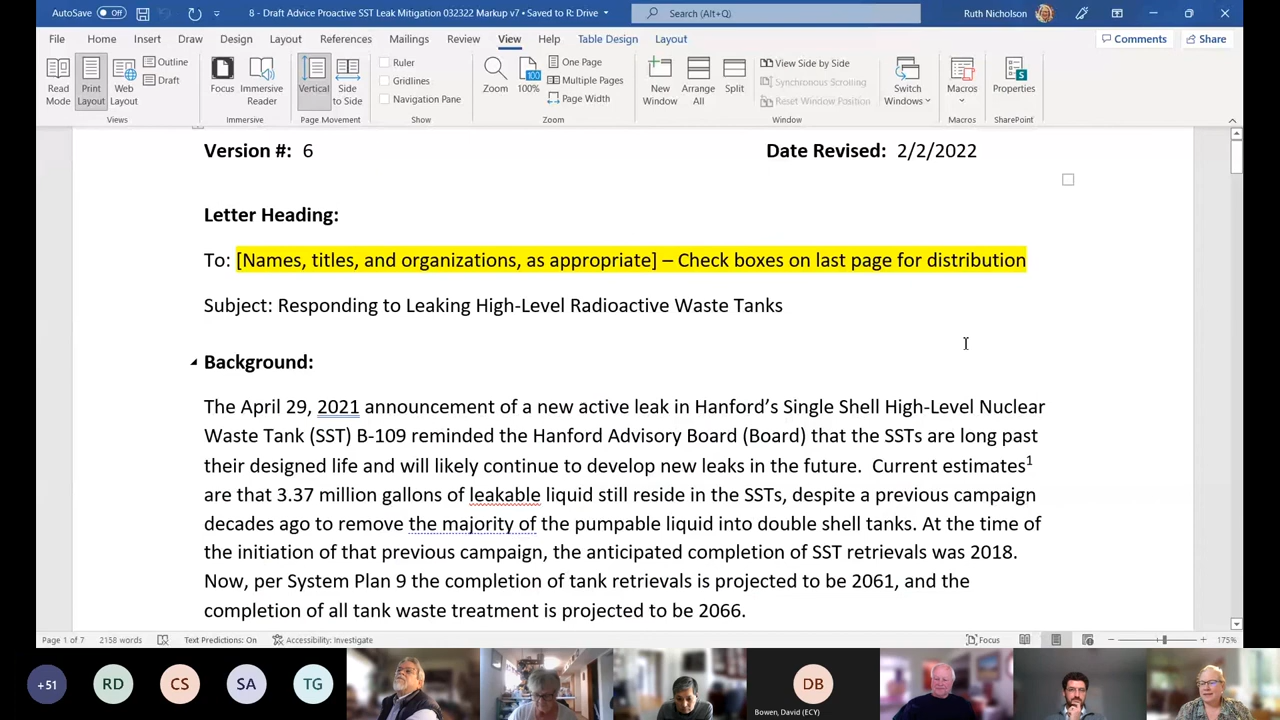 AutoSave Off 8 - Draft Advice Proactive SST Leak Mitigation 032322 Markup v7 • Saved to R: Drive Search (Alt+Q) Ruth Nicholson
File Home Insert Draw Design Layout References Mailings Review View Help Table Design Layout Comments Share
Read Mode Print Layout Web Layout Outline Draft Focus Immersive Reader Vertical Side to Side Ruler Gridlines Navigation Pane Zoom 100% One Page Multiple Pages Page Width New Window Arrange All Split View Side by Side Synchronous Scrolling Reset Window Position Switch Windows Macros Properties
Views Immersive Page Movement Show Zoom Window Macros SharePoint
Version #: 6 Date Revised: 2/2/2022
Letter Heading:
To: [Names, titles, and organizations, as appropriate] – Check boxes on last page for distribution
Subject: Responding to Leaking High-Level Radioactive Waste Tanks
Background:
The April 29, 2021 announcement of a new active leak in Hanford’s Single Shell High-Level Nuclear
Waste Tank (SST) B-109 reminded the Hanford Advisory Board (Board) that the SSTs are long past
their designed life and will likely continue to develop new leaks in the future. Current estimates1
are that 3.37 million gallons of leakable liquid still reside in the SSTs, despite a previous campaign
decades ago to remove the majority of the pumpable liquid into double shell tanks. At the time of
the initiation of that previous campaign, the anticipated completion of SST retrievals was 2018.
Now, per System Plan 9 the completion of tank retrievals is projected to be 2061, and the
completion of all tank waste treatment is projected to be 2066.
Page 1 of 7 2158 words Text Predictions: On Accessibility: Investigate Focus 175%
+51 RD CS SA TG DB
Bowen, David (ECY)